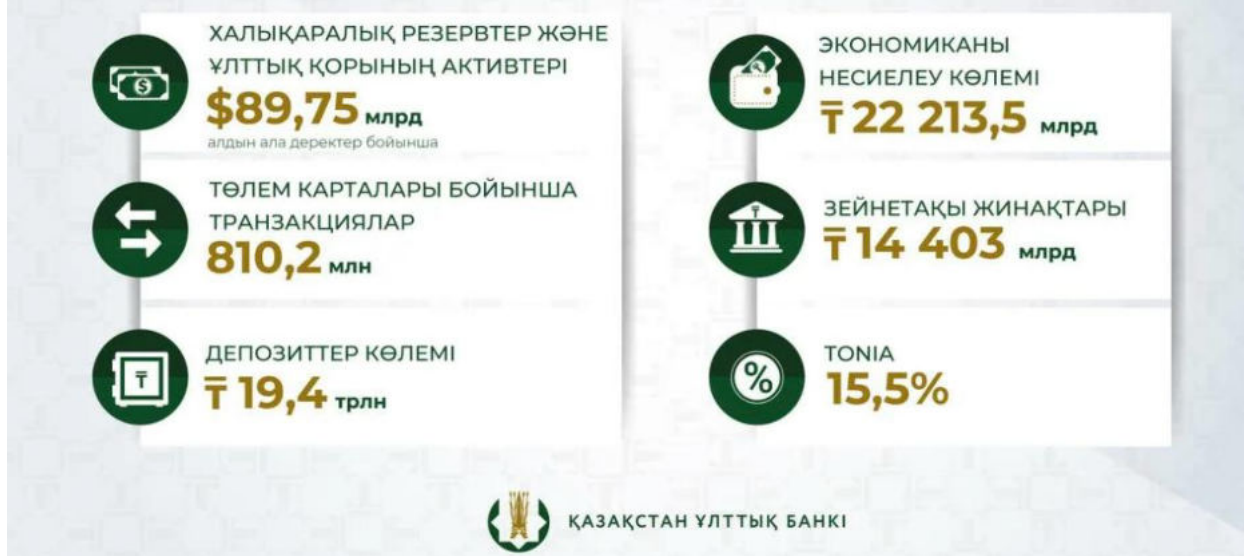 ХАЛЫҚАРАЛЫҚ РЕЗЕРВТЕР ЖӘНЕ
ҰЛТТЫҚ ҚОРЫНЫҢ АКТИВТЕРІ
$89,75 млрд
алдын ала деректер бойынша
ТӨЛЕМ КАРТАЛАРЫ БОЙЫНША
ТРАНЗАКЦИЯЛАР
810,2 млн
ДЕПОЗИТТЕР КӨЛЕМІ
₸ 19,4 трлн
ЭКОНОМИКАНЫ
НЕСИЕЛЕУ КӨЛЕМІ
₸ 22 213,5 млрд
ЗЕЙНЕТАҚЫ ЖИНАҚТАРЫ
₸ 14 403 млрд
TONIA
15,5%
ҚАЗАҚСТАН ҰЛТТЫҚ БАНКІ